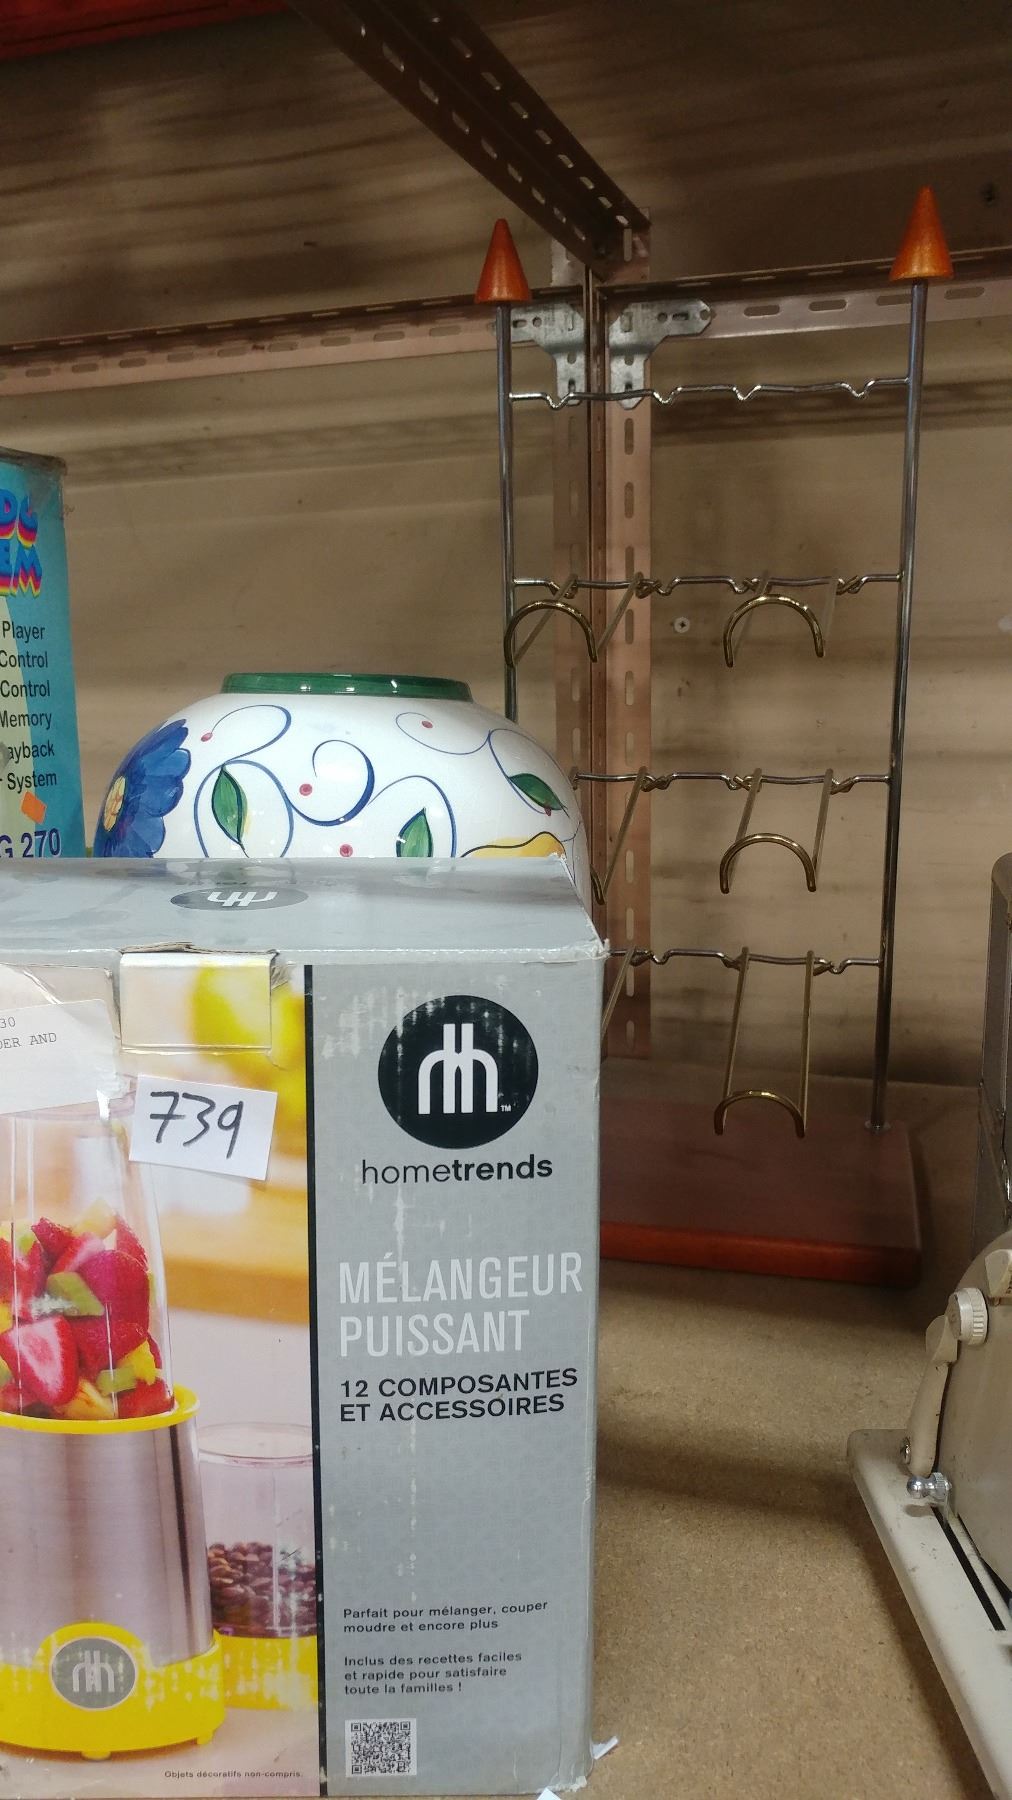 Player
Control
Control
Memory
ayback
System
G 270
30
DER AND
739
hometrends
MÉLANGEUR
PUISSANT
12 COMPOSANTES
ET ACCESSOIRES
Parfait pour mélanger, couper
moudre et encore plus
Inclus des recettes faciles
et rapide pour satisfaire
toute la familles !
Objets décoratifs non-compris.